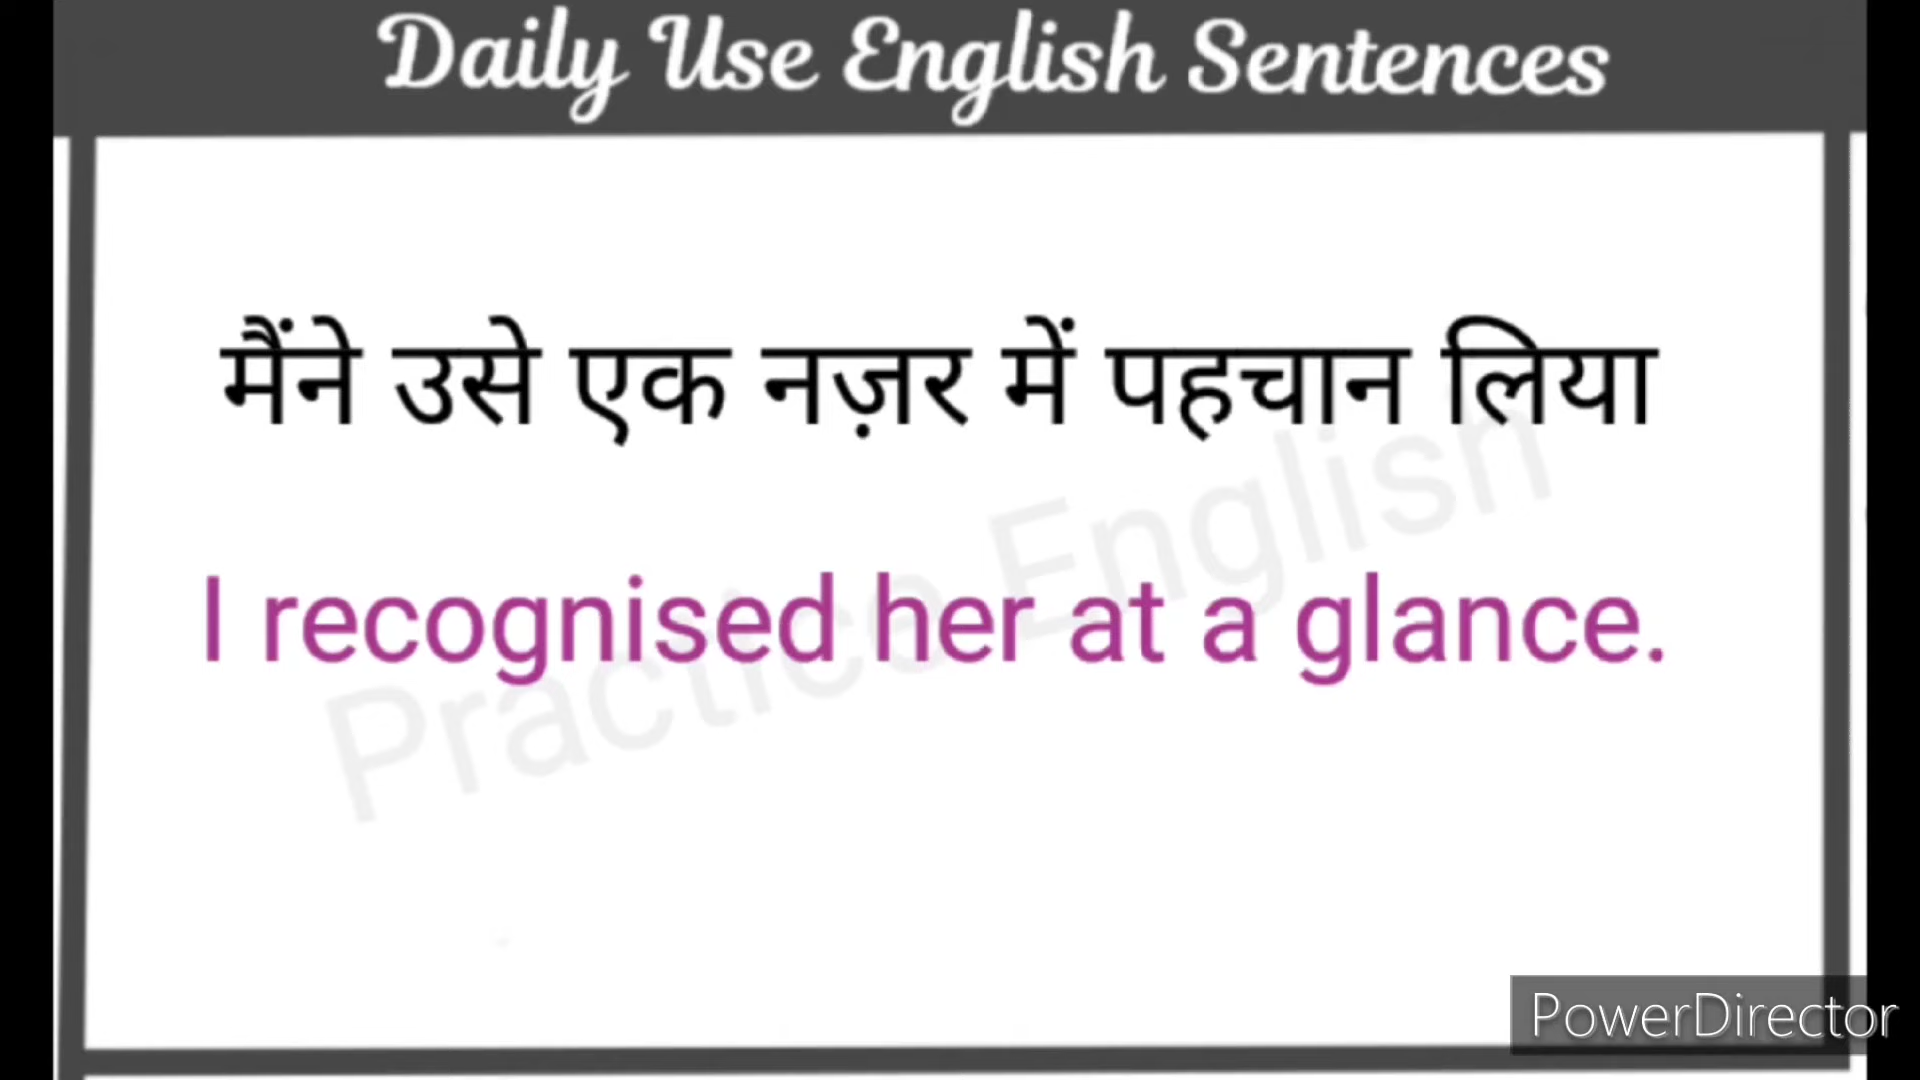 Daily Use English Sentences
मैंने उसे एक नज़र में पहचान लिया
I recognised her at a glance.
Practice English
PowerDirector